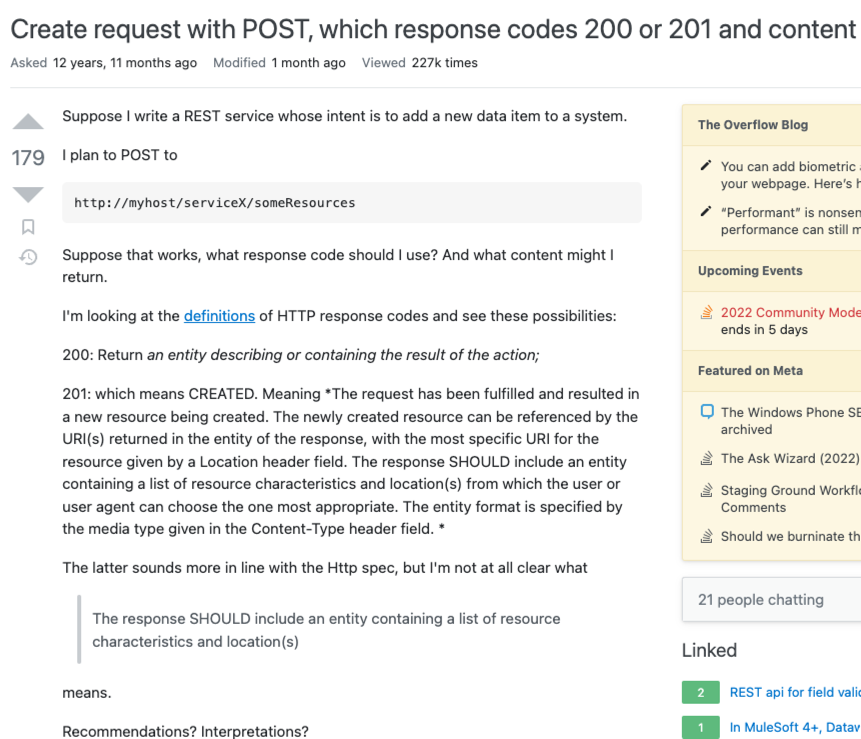 Create request with POST, which response codes 200 or 201 and content
Asked 12 years, 11 months ago Modified 1 month ago Viewed 227k times
179
Suppose I write a REST service whose intent is to add a new data item to a system.
I plan to POST to
http://myhost/serviceX/someResources
Suppose that works, what response code should I use? And what content might I
return.
I'm looking at the definitions of HTTP response codes and see these possibilities:
200: Return an entity describing or containing the result of the action;
201: which means CREATED. Meaning *The request has been fulfilled and resulted in
a new resource being created. The newly created resource can be referenced by the
URI(s) returned in the entity of the response, with the most specific URI for the
resource given by a Location header field. The response SHOULD include an entity
containing a list of resource characteristics and location(s) from which the user or
user agent can choose the one most appropriate. The entity format is specified by
the media type given in the Content-Type header field. *
The latter sounds more in line with the Http spec, but I'm not at all clear what
The response SHOULD include an entity containing a list of resource
characteristics and location(s)
means.
Recommendations? Interpretations?
The Overflow Blog
You can add biometric
your webpage. Here's
"Performant" is
performance can still
Upcoming Events
2022 Community
ends in 5 days
Featured on Meta
The Windows Phone SE
archived
The Ask Wizard (2022)
Staging Ground
Comments
Should we burninate
21 people chatting
Linked
2 REST api for field
1 In MuleSoft 4+,